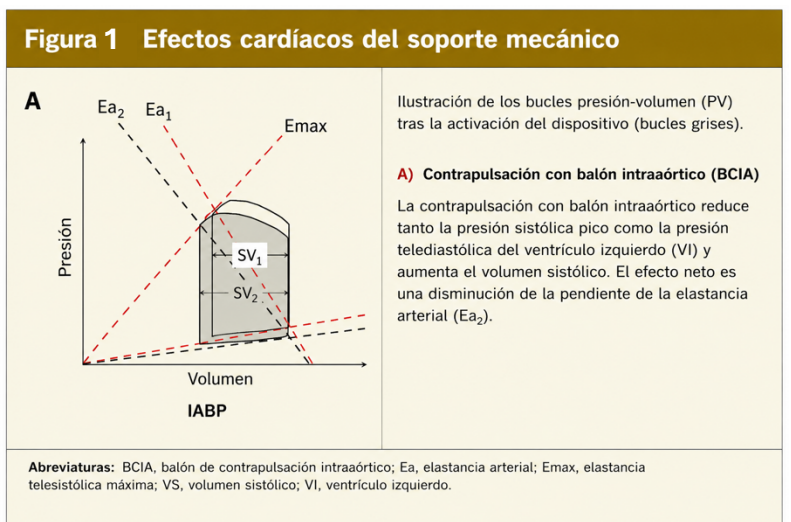 Figura 1 Efectos cardíacos del soporte mecánico
A
Ea2 Ea1
Emax
Presión
SV1
SV2
Volumen
IABP
Ilustración de los bucles presión-volumen (PV)
tras la activación del dispositivo (bucles grises).
A) Contrapulsación con balón intraaórtico (BCIA)
La contrapulsación con balón intraaórtico reduce
tanto la presión sistólica pico como la presión
telediastólica del ventrículo izquierdo (VI) y
aumenta el volumen sistólico. El efecto neto es
una disminución de la pendiente de la elastancia
arterial (Ea2).
Abreviaturas: BCIA, balón de contrapulsación intraaórtico; Ea, elastancia arterial; Emax, elastancia
telesistólica máxima; VS, volumen sistólico; VI, ventrículo izquierdo.